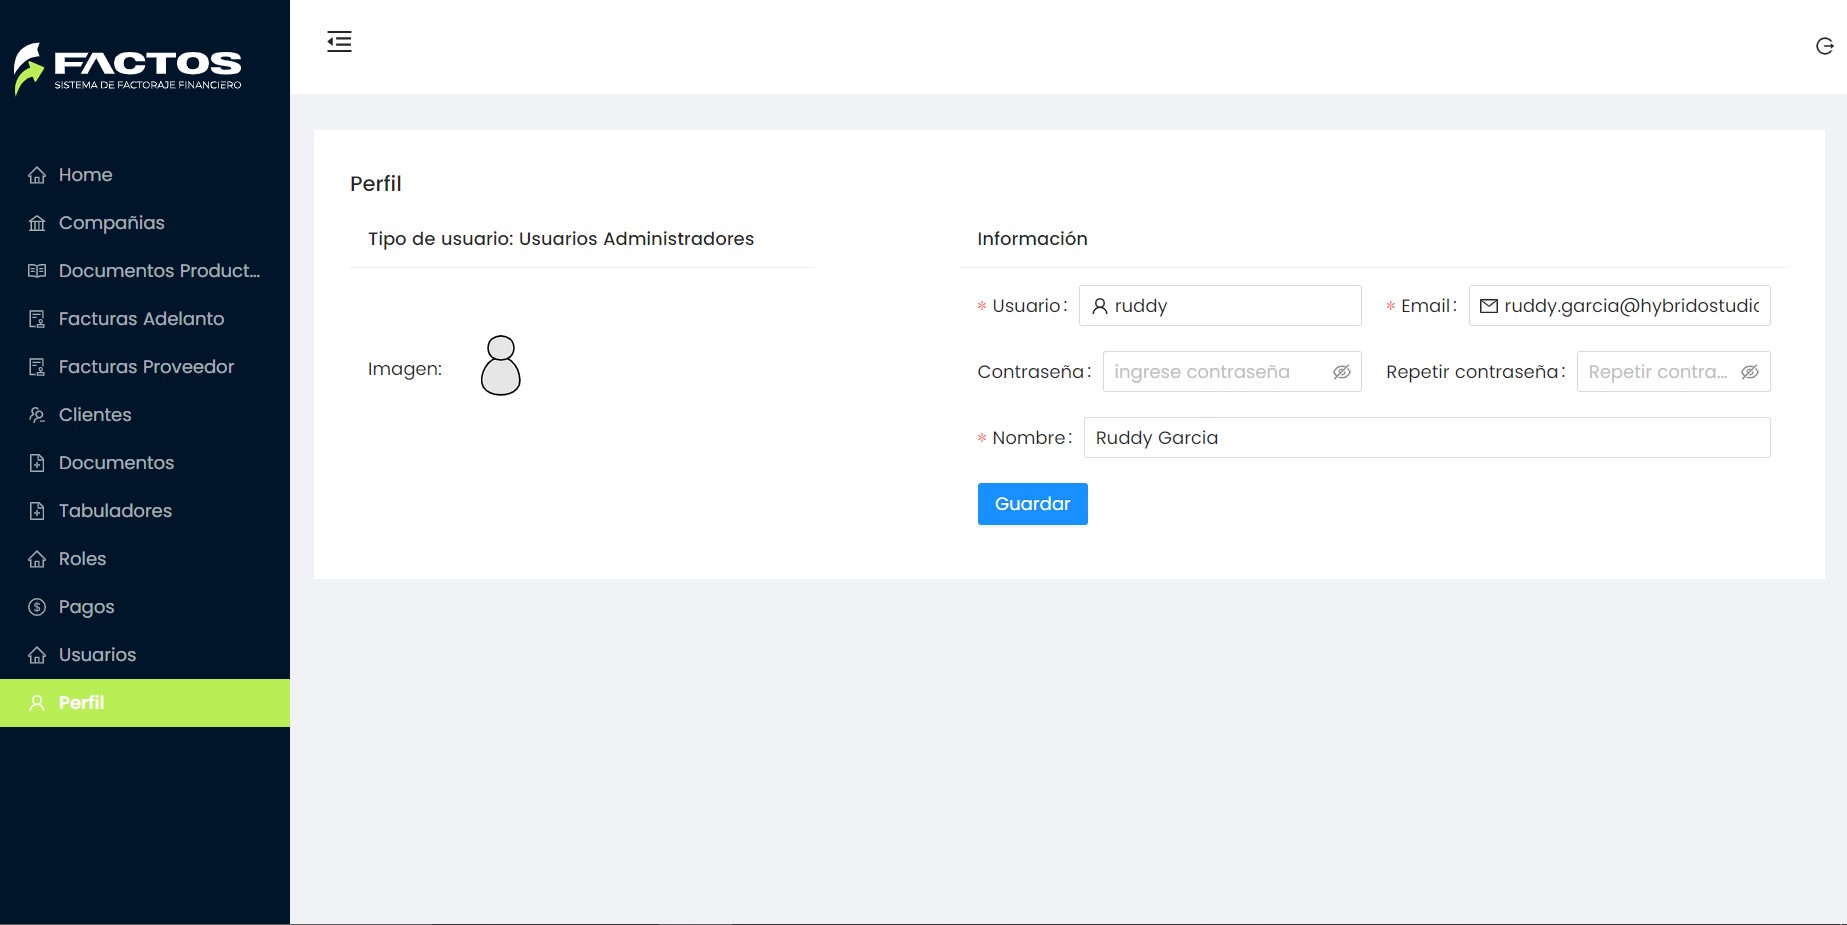 FACTOS
SISTEMA DE FACTORAJE FINANCIERO
Home
Compañias
Documentos Product...
Facturas Adelanto
Facturas Proveedor
Clientes
Documentos
Tabuladores
Roles
Pagos
Usuarios
Perfil
Perfil
Tipo de usuario: Usuarios Administradores
Imagen:
Información
* Usuario: ruddy
* Email: ruddy.garcia@hybridostudio
Contraseña: ingrese contraseña
Repetir contraseña: Repetir contra...
* Nombre: Ruddy Garcia
Guardar